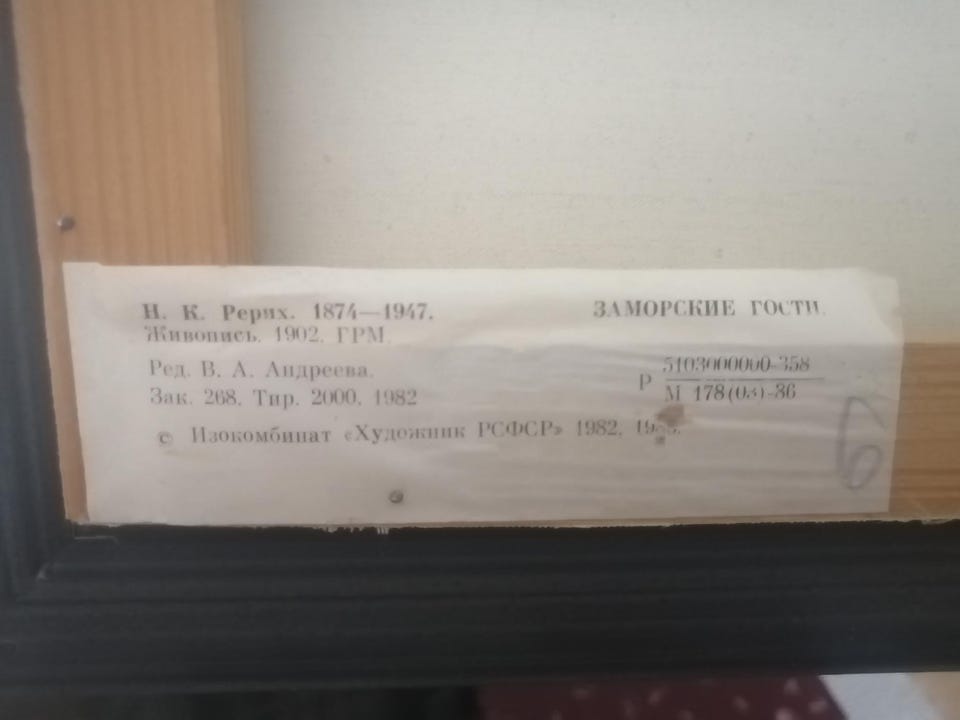 Н. К. Рерих. 1874—1947.
ЗАМОРСКИЕ ГОСТИ.
Живопись. 1902. ГРМ.
Ред. В. А. Андреева.
Р 5103000000-358
М 178(03)-86
Зак. 268. Тир. 2000. 1982
© Изокомбинат «Художник РСФСР» 1982,